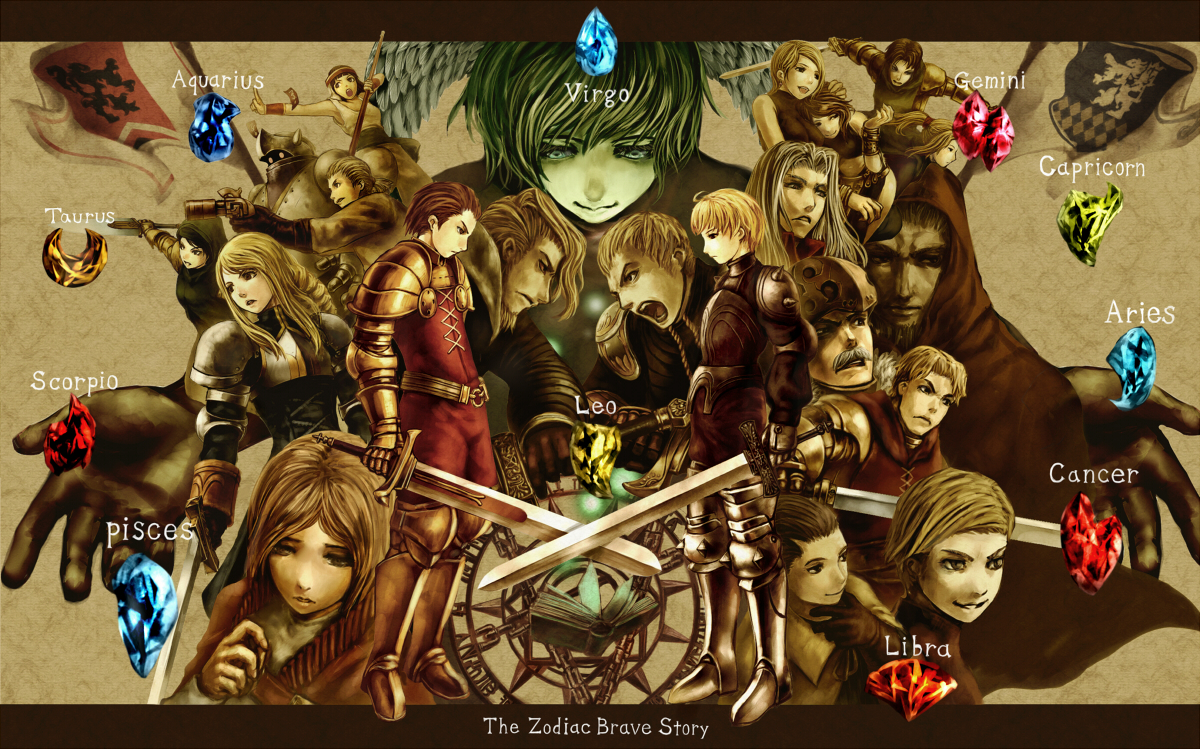 Virgo
Aquarius
Gemini
Capricorn
Taurus
Aries
Scorpio
Leo
Cancer
pisces
Libra
The Zodiac Brave Story